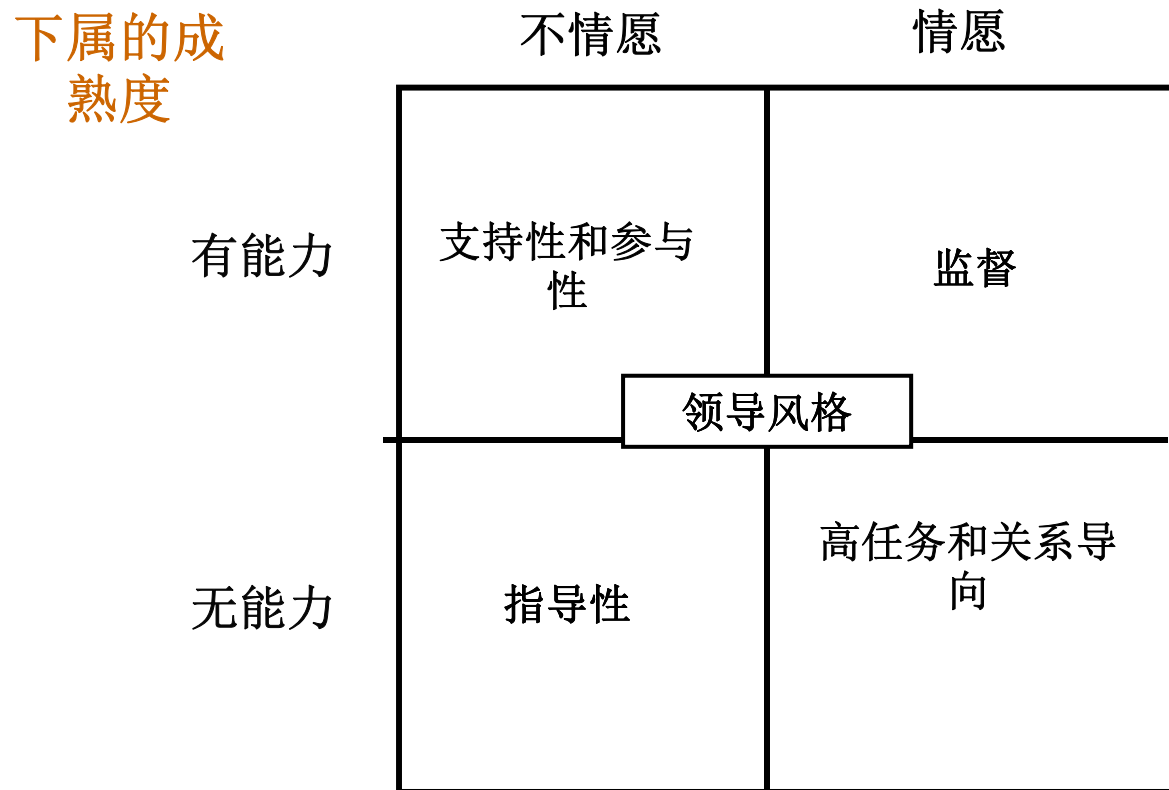 下属的成
熟度
不情愿
情愿
有能力
支持性和参与
性
监督
领导风格
无能力
指导性
高任务和关系导
向